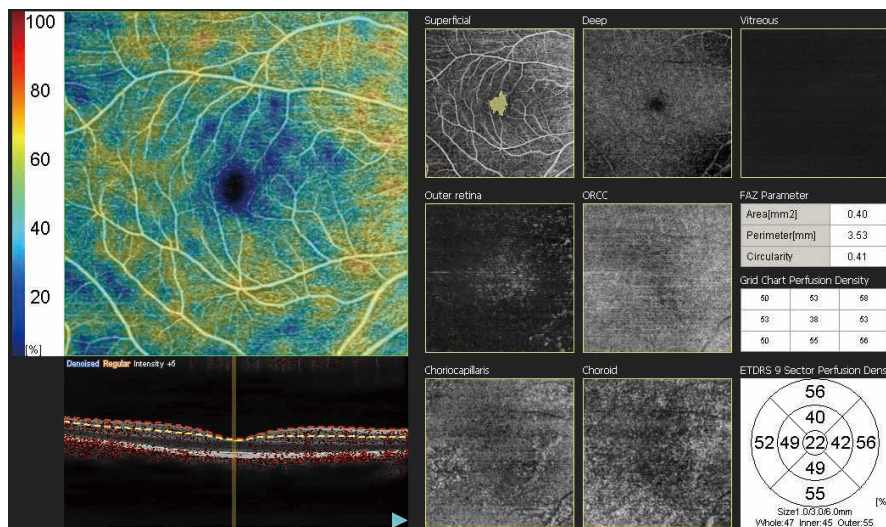 100
80
60
40
20
[%]
Denoised Regular Intensity +5
Superficial Deep Vitreous
Outer retina ORCC FAZ Parameter
Area[mm2] 0.40
Perimeter[mm] 3.53
Circularity 0.41
Grid Chart Perfusion Density
50 53 58
53 38 53
50 55 56
Choriocapillaris Choroid ETDRS 9 Sector Perfusion Dens
56
40
52 49 22 42 56
49
55
[%
Size1.0/3.0/6.0mm
Whole:47 Inner:45 Outer:55